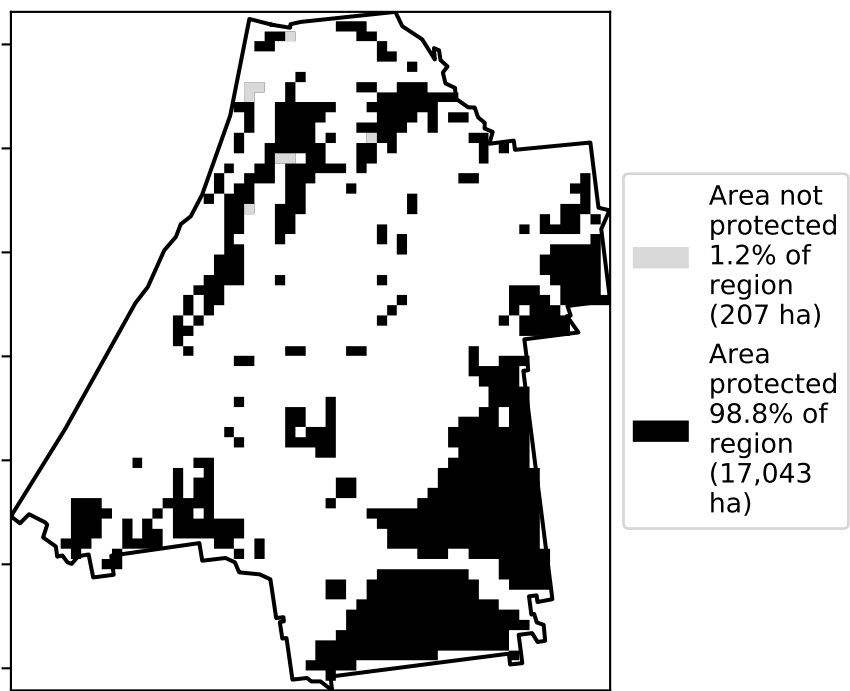 Area not
protected
1.2% of
region
(207 ha)
Area
protected
98.8% of
region
(17,043
ha)